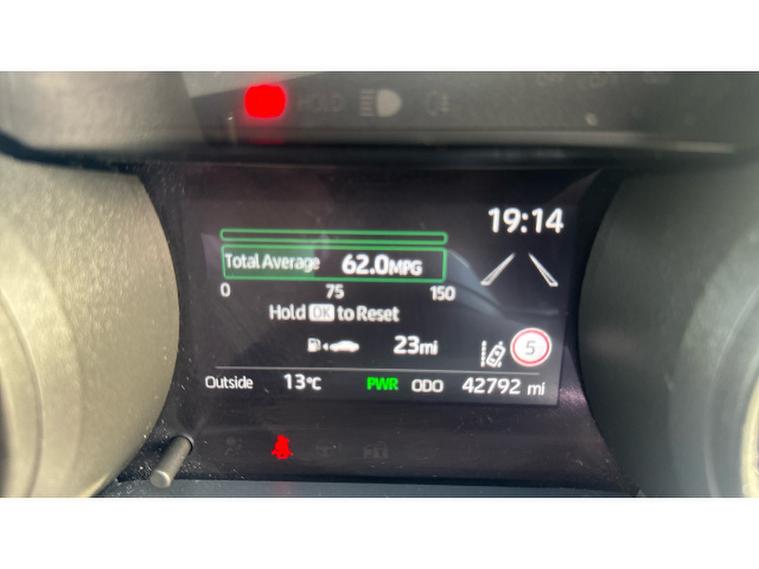 HOLD
19:14
Total Average 62.0MPG
0 75 150
Hold OK to Reset
23mi
5
Outside 13°C PWR ODO 42792 mi